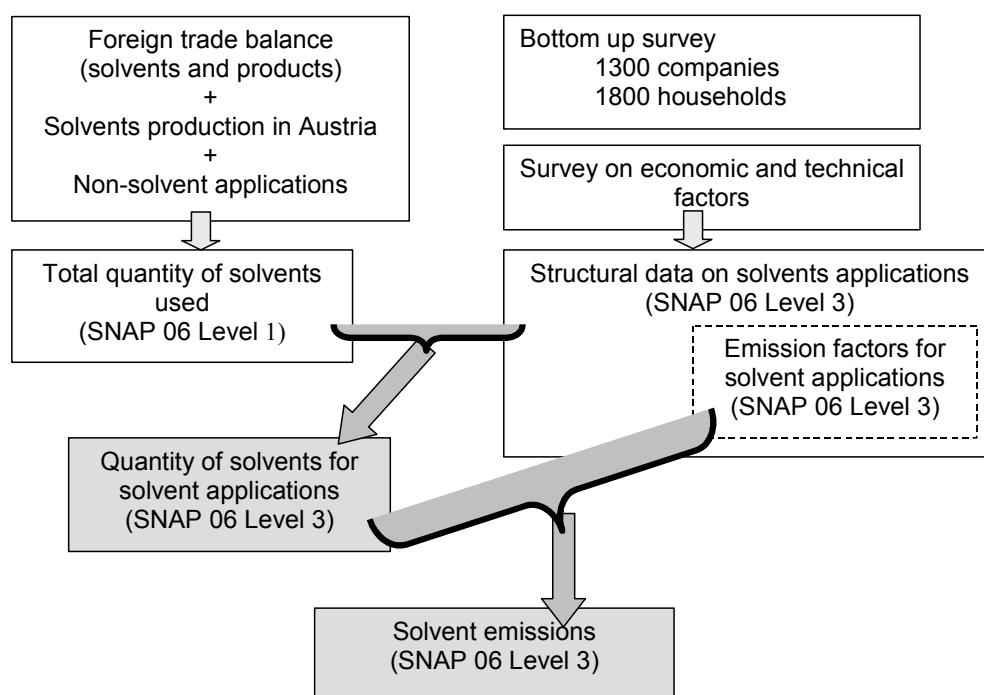 Foreign trade balance
(solvents and products)
+
Solvents production in Austria
+
Non-solvent applications
Bottom up survey
1300 companies
1800 households
Survey on economic and technical
factors
Total quantity of solvents
used
(SNAP 06 Level 1)
Structural data on solvents applications
(SNAP 06 Level 3)
Emission factors for
solvent applications
(SNAP 06 Level 3)
Quantity of solvents for
solvent applications
(SNAP 06 Level 3)
Solvent emissions
(SNAP 06 Level 3)